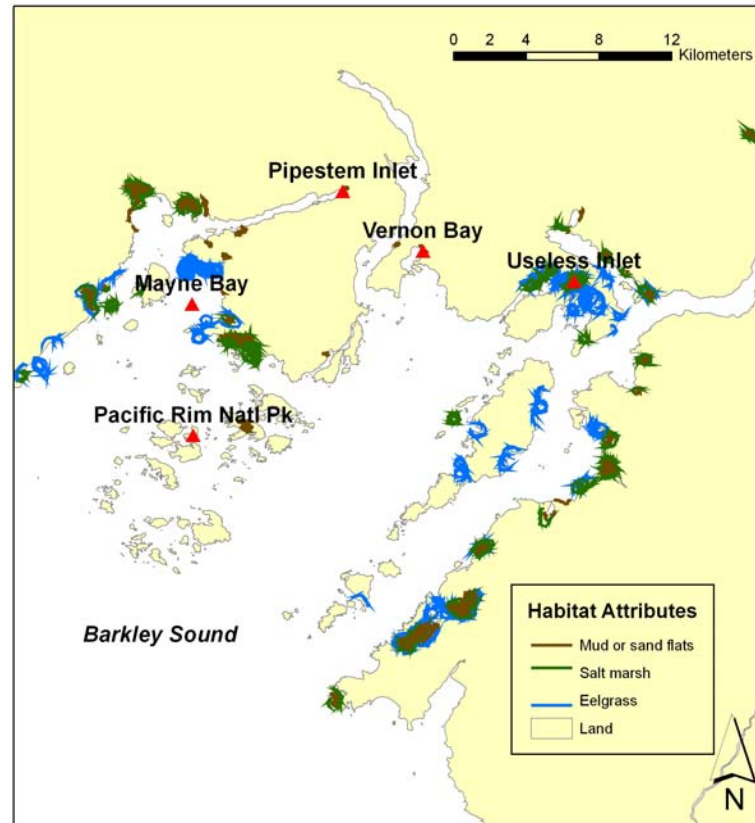 0 2 4 8 12
Kilometers
Pipestem Inlet
Vernon Bay
Useless Inlet
Mayne Bay
Pacific Rim Natl Pk
Barkley Sound
Habitat Attributes
Mud or sand flats
Salt marsh
Eelgrass
Land
N